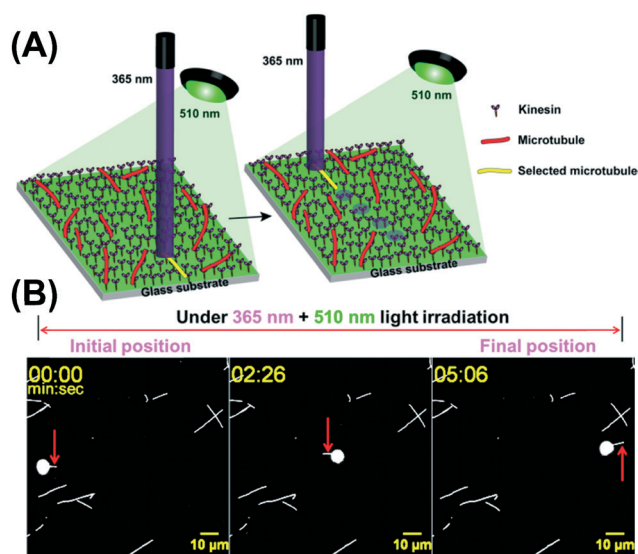 (A)
365 nm
510 nm
Glass substrate
365 nm
510 nm
Glass substrate
Kinesin
Microtubule
Selected microtubule
(B)
Under 365 nm + 510 nm light irradiation
Initial position
Final position
00:00
min:sec
10 µm
02:26
10 µm
05:06
10 µm